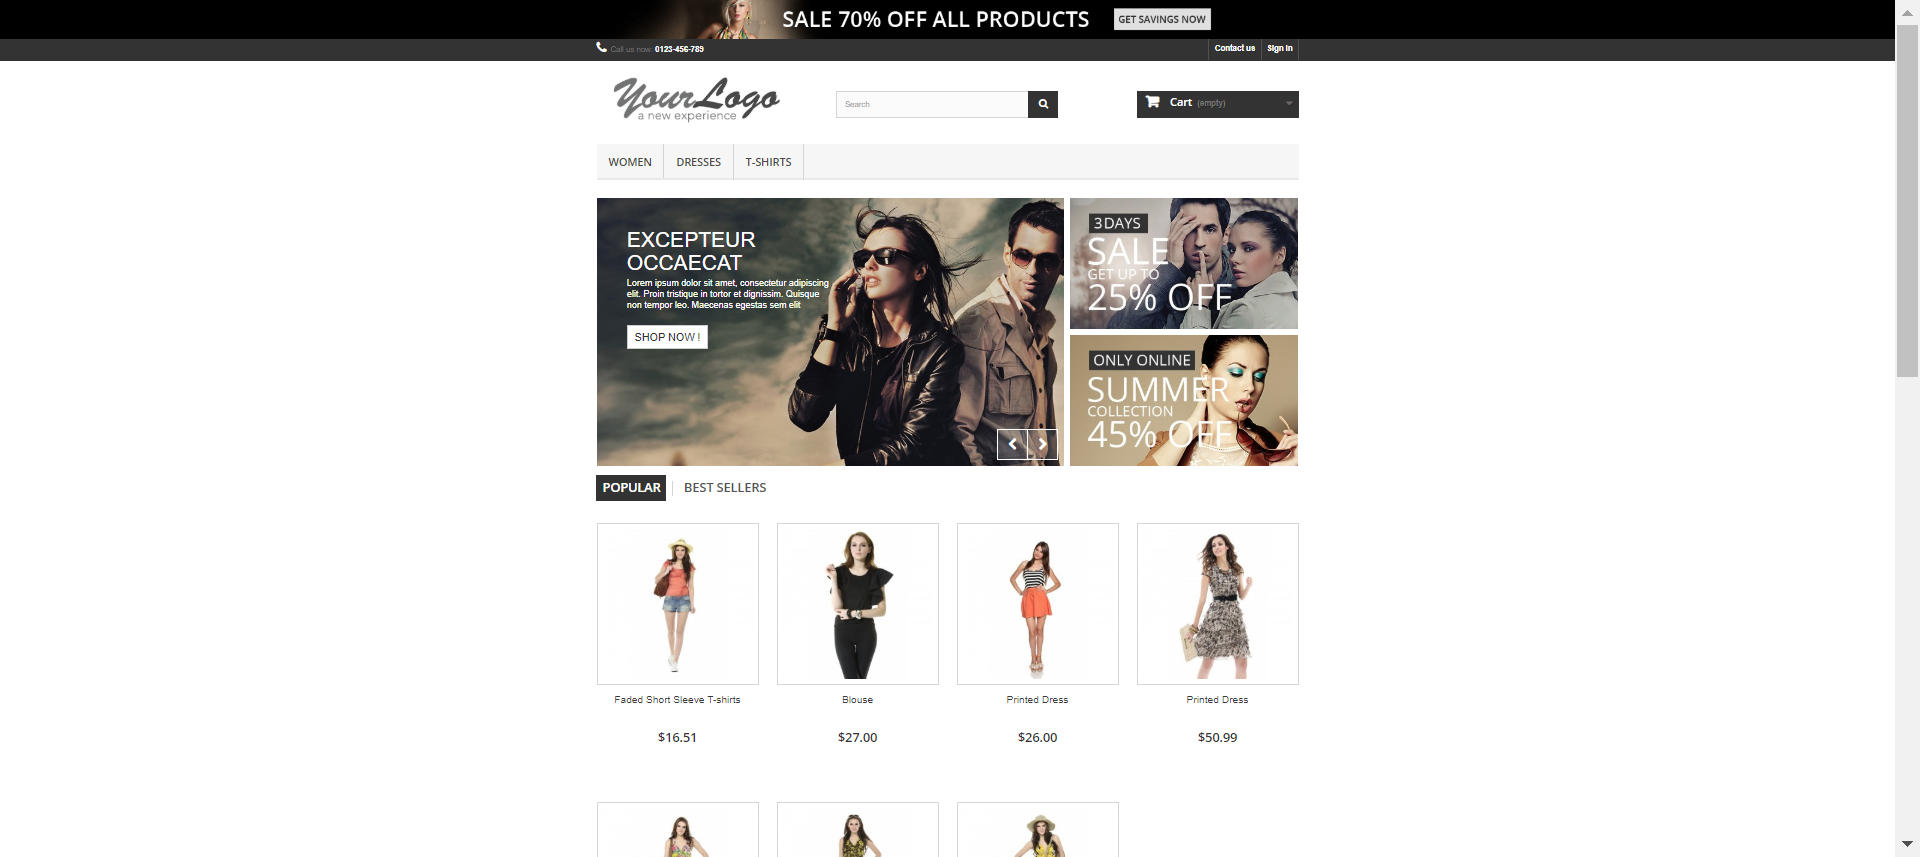 SALE 70% OFF ALL PRODUCTS GET SAVINGS NOW
Call us now: 0123-456-789 Contact us Sign in
YourLogo
a new experience
Search
Cart (empty)
WOMEN DRESSES T-SHIRTS
EXCEPTEUR
OCCAECAT
Lorem ipsum dolor sit amet, consectetur adipiscing
elit. Proin tristique in tortor et dignissim. Quisque
non tempor leo. Maecenas egestas sem elit
SHOP NOW !
3DAYS
SALE
GET UP TO
25% OFF
ONLY ONLINE
SUMMER
COLLECTION
45% OFF
POPULAR BEST SELLERS
Faded Short Sleeve T-shirts Blouse Printed Dress Printed Dress
$16.51 $27.00 $26.00 $50.99